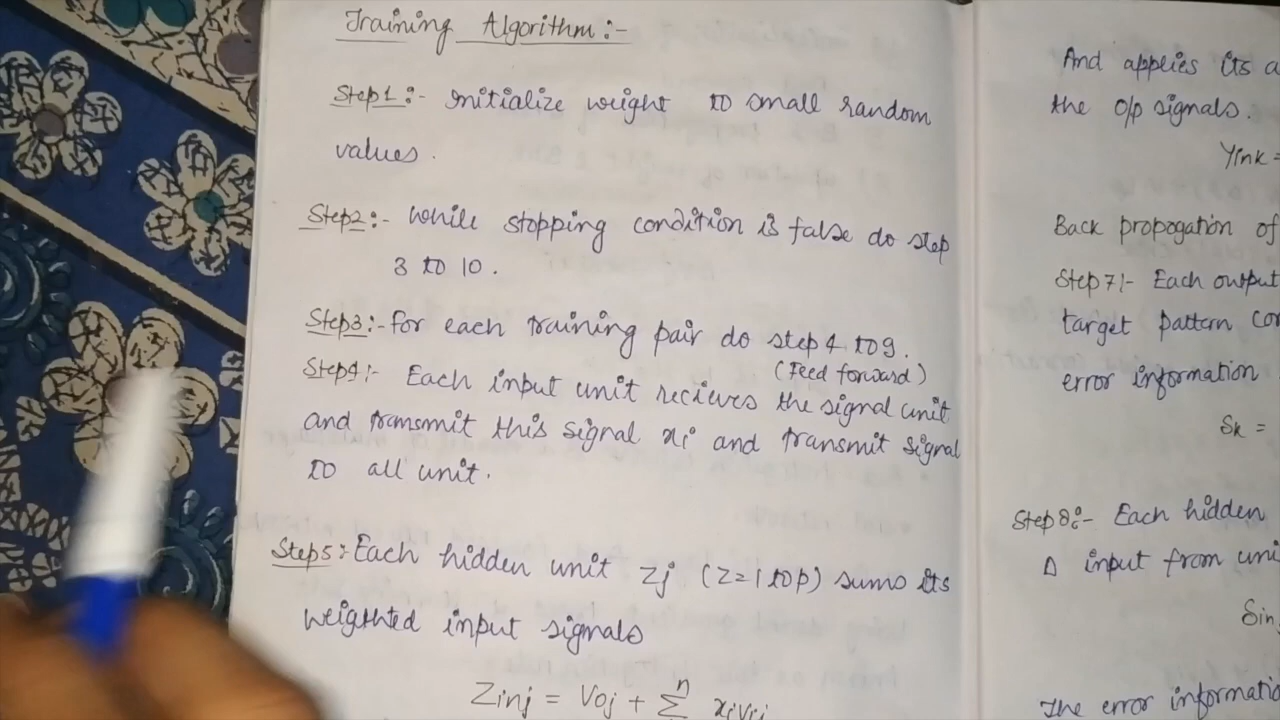 Training Algorithm :-
Step1:- Initialize weight to small random
values.
Step2:- While stopping condition is false do step
3 to 10.
Step3:- for each training pair do step 4 to 9.
(Feed forward)
Step4:- Each input unit recieves the signal unit
and transmit this signal xi and transmit signal
to all unit.
Step5: Each hidden unit Zj (Z=1 to p) sums its
weighted input signals
Zinj = Voj + Σ n xivij
And applies its a
the o/p signals.
Yink =
Back propogation of
Step7:- Each output
target pattern cor
error information
δk =
Step8:- Each hidden
Δ input from uni
δin
The error informatio